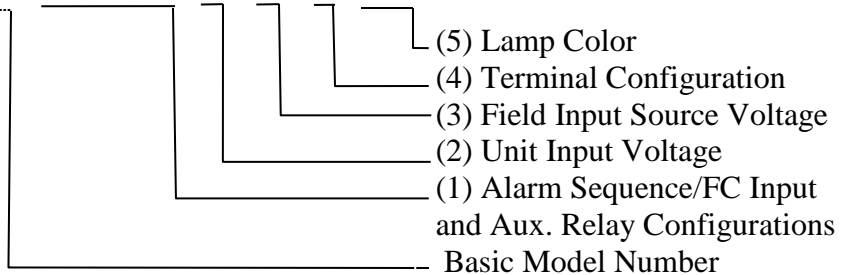 (5) Lamp Color
(4) Terminal Configuration
(3) Field Input Source Voltage
(2) Unit Input Voltage
(1) Alarm Sequence/FC Input
and Aux. Relay Configurations
Basic Model Number